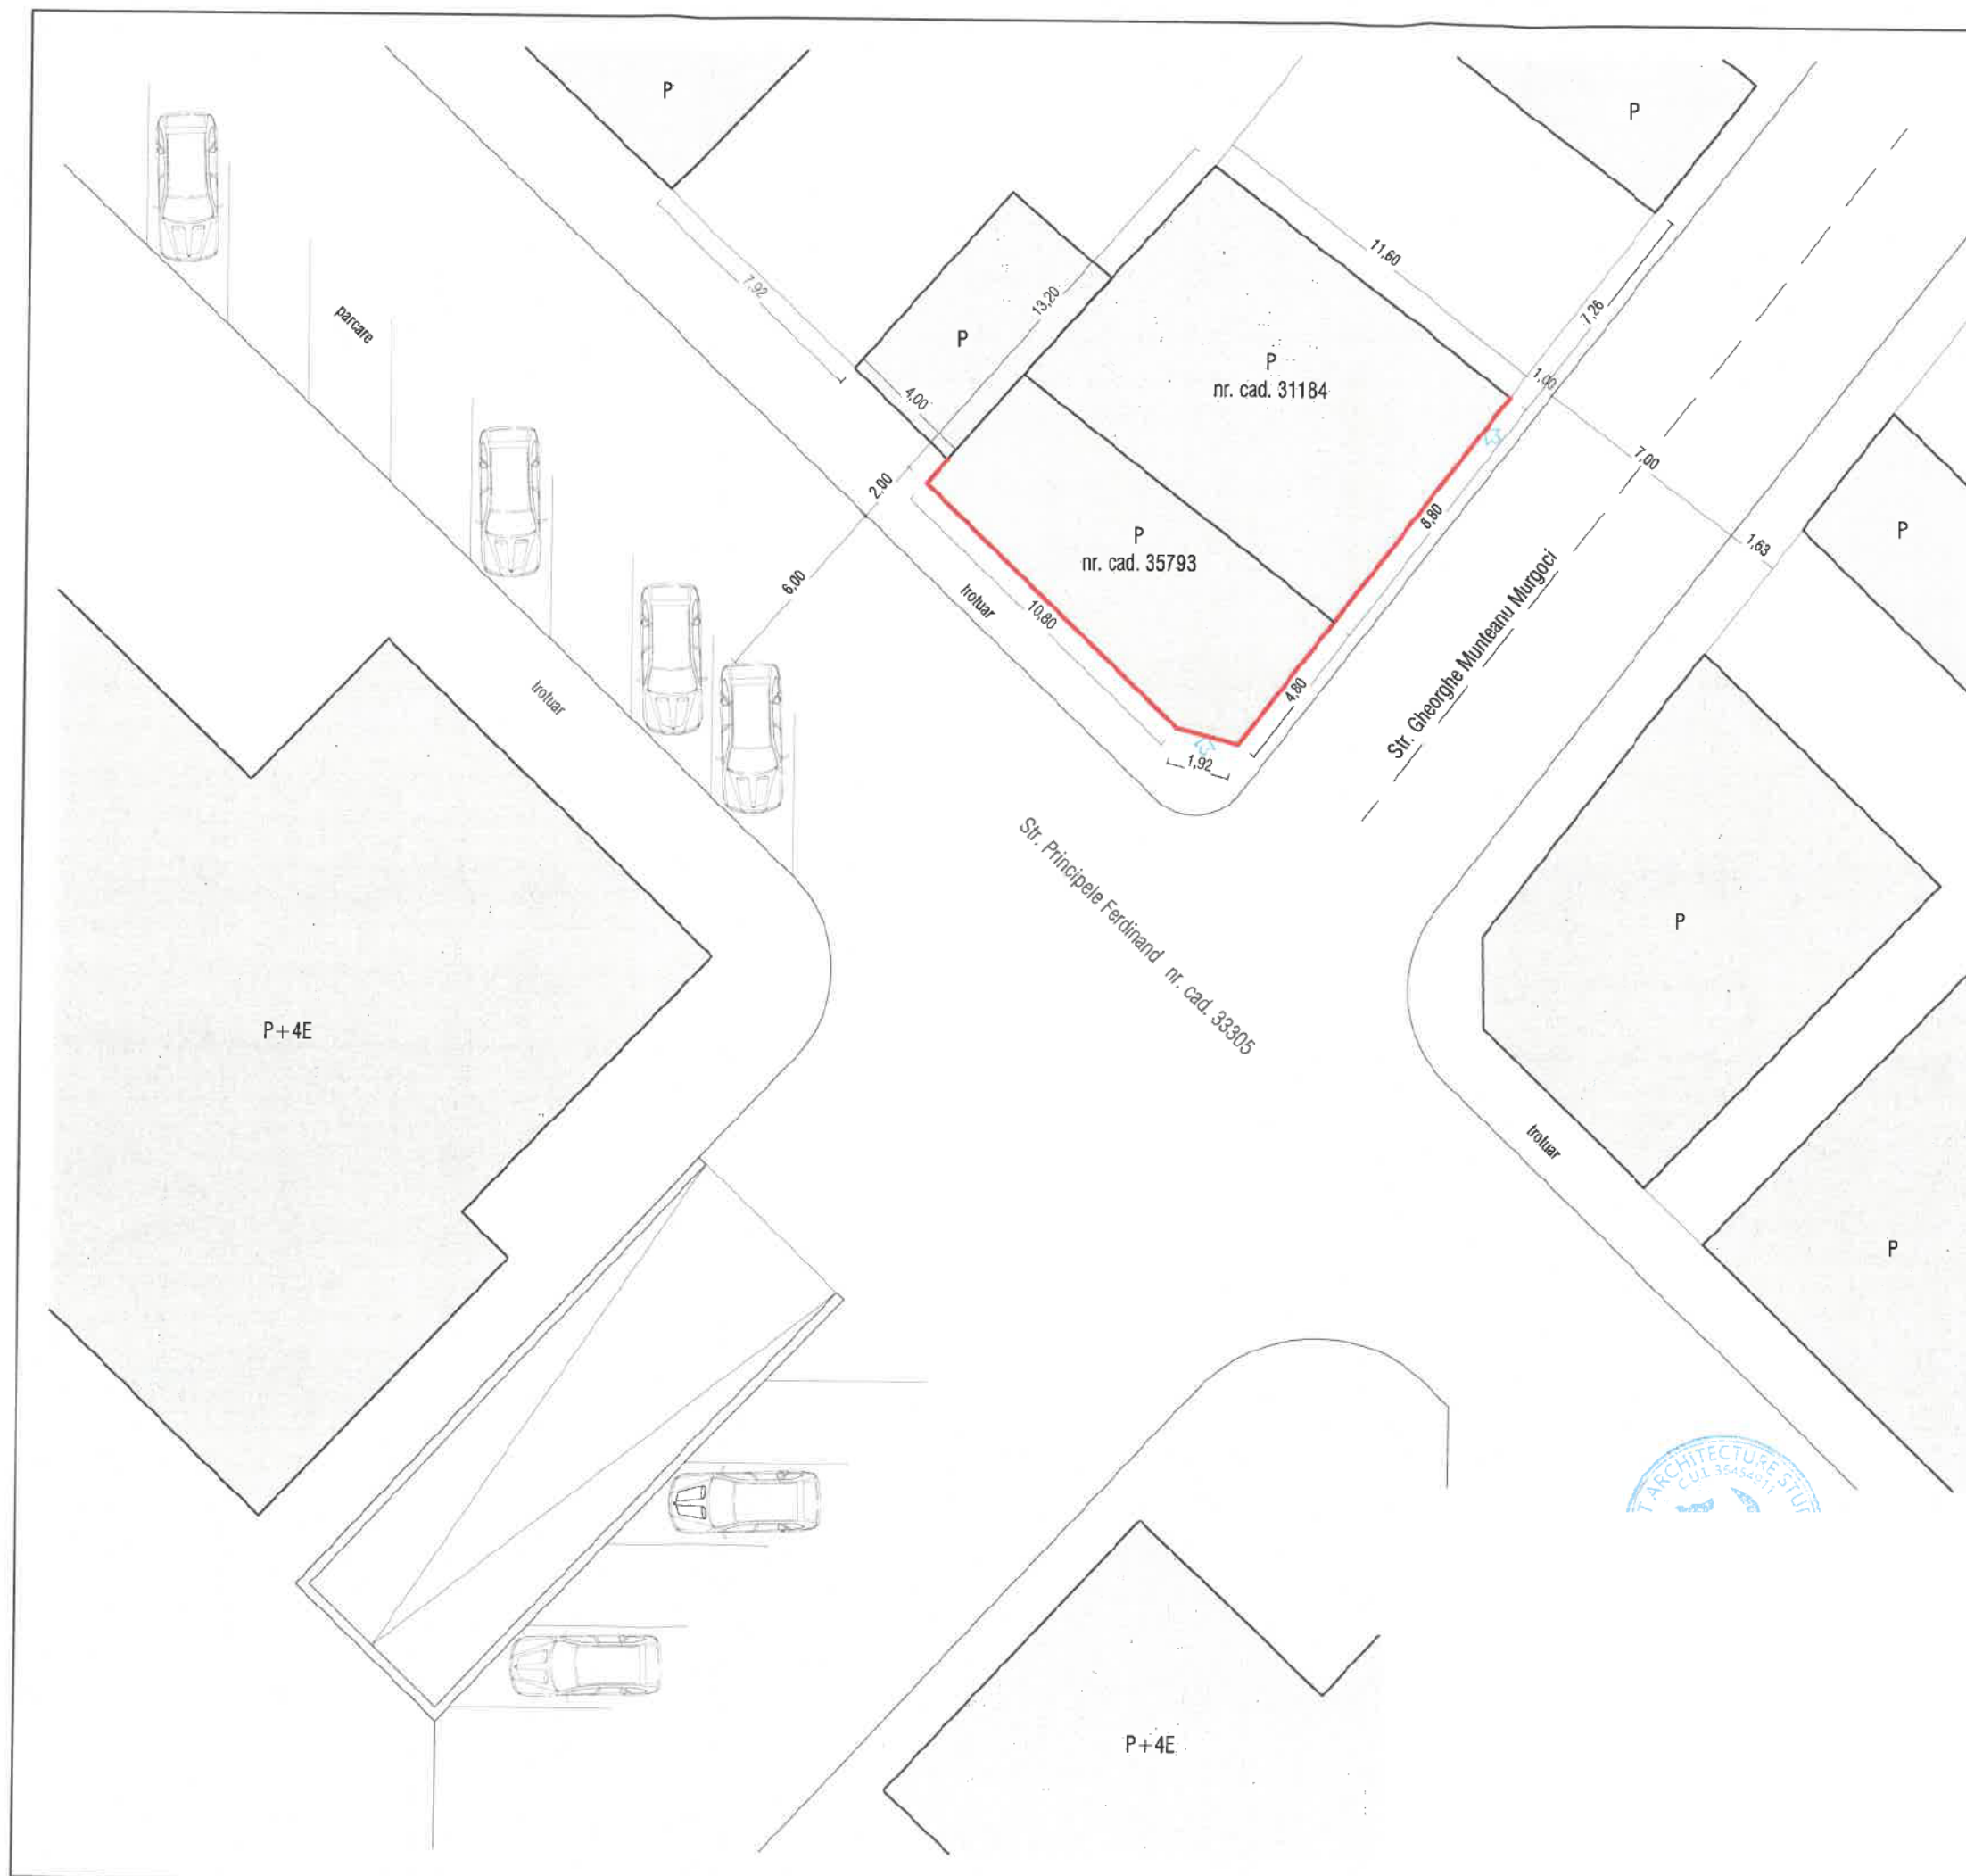 P
P
11,60
7,92
13,20
7,26
parcare
P
P
nr. cad. 31184
1,00
4,00
7,00
2,00
8,80
P
1,63
P
nr. cad. 35793
6,00
trotuar
10,80
Str. Gheorghe Munteanu Murgoci
trotuar
4,80
1,92
Str. Principele Ferdinand nr. cad. 33305
P
P+4E
trotuar
P
ARCHITECTURE
C.U.I.
P+4E